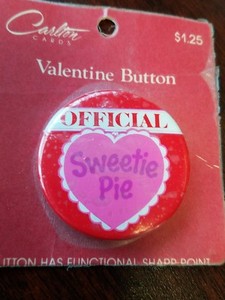 Carlton
CARDS
$1.25
Valentine Button
OFFICIAL
Sweetie
Pie
UTTON HAS FUNCTIONAL SHARP POINT